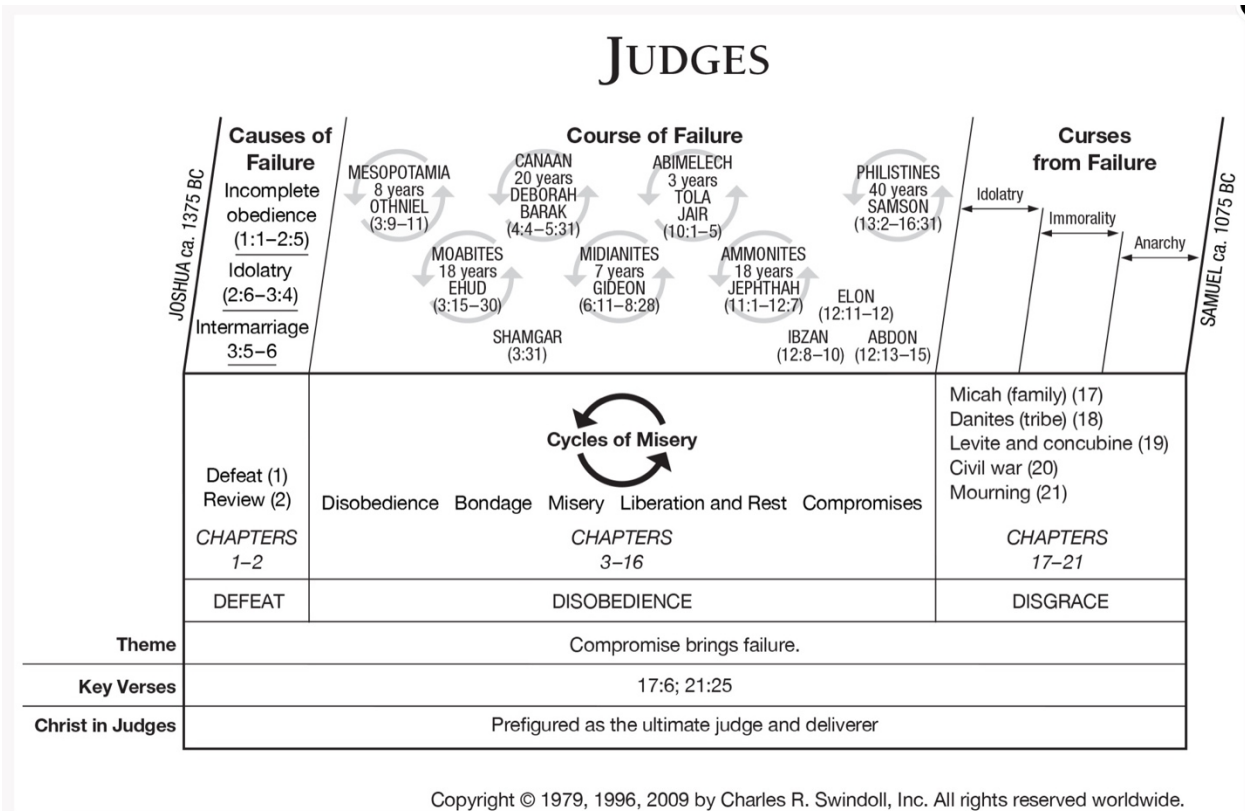 JUDGES
JOSHUA ca. 1375 BC
Causes of
Failure
Incomplete
obedience
(1:1–2:5)
Idolatry
(2:6–3:4)
Intermarriage
3:5–6
Course of Failure
MESOPOTAMIA
8 years
OTHNIEL
(3:9–11)
MOABITES
18 years
EHUD
(3:15–30)
SHAMGAR
(3:31)
CANAAN
20 years
DEBORAH
BARAK
(4:4–5:31)
MIDIANITES
7 years
GIDEON
(6:11–8:28)
ABIMELECH
3 years
TOLA
JAIR
(10:1–5)
AMMONITES
18 years
JEPHTHAH
(11:1–12:7)
IBZAN
(12:8–10)
ELON
(12:11–12)
ABDON
(12:13–15)
PHILISTINES
40 years
SAMSON
(13:2–16:31)
Curses
from Failure
Idolatry
Immorality
Anarchy
SAMUEL ca. 1075 BC
Defeat (1)
Review (2)
CHAPTERS
1–2
Cycles of Misery
Disobedience Bondage Misery Liberation and Rest Compromises
CHAPTERS
3–16
Micah (family) (17)
Danites (tribe) (18)
Levite and concubine (19)
Civil war (20)
Mourning (21)
CHAPTERS
17–21
DEFEAT DISOBEDIENCE DISGRACE
Theme Compromise brings failure.
Key Verses 17:6; 21:25
Christ in Judges Prefigured as the ultimate judge and deliverer
Copyright © 1979, 1996, 2009 by Charles R. Swindoll, Inc. All rights reserved worldwide.